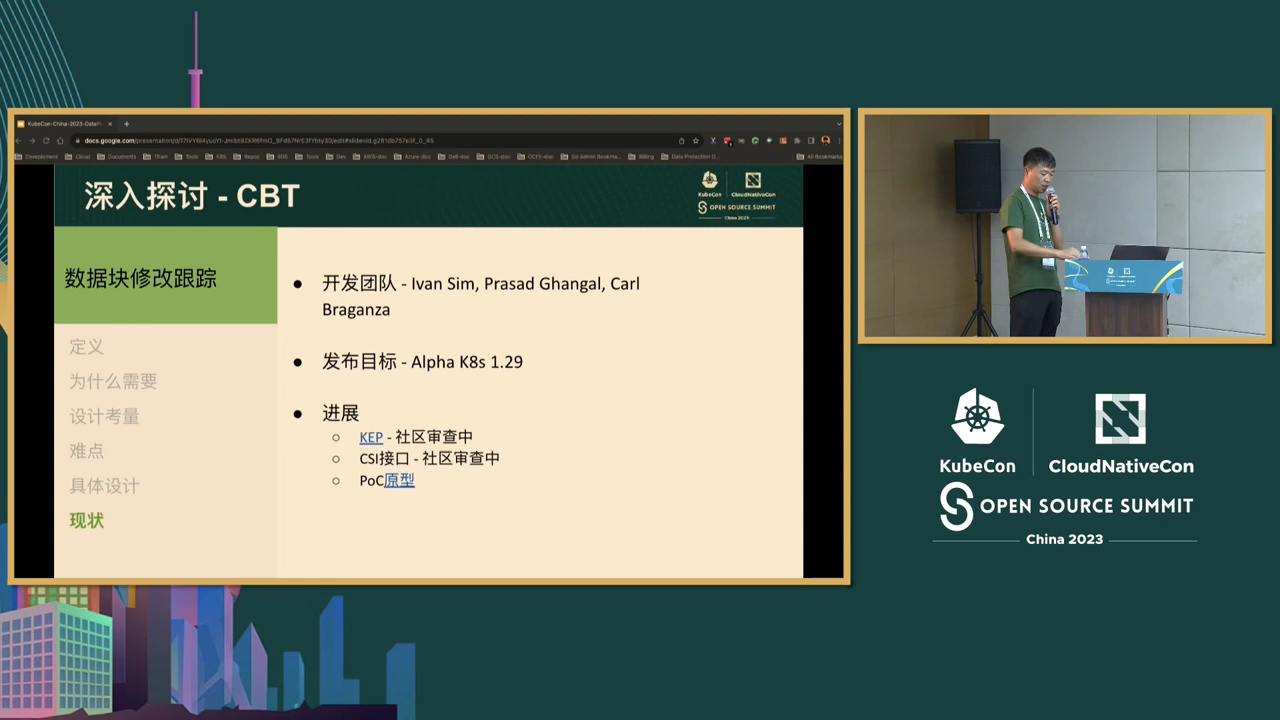 KubeCon-China-2023-Data
深入探讨 - CBT
KubeCon
CloudNativeCon
OPEN SOURCE SUMMIT
China 2023
数据块修改跟踪
定义
为什么需要
设计考量
难点
具体设计
现状
● 开发团队 - Ivan Sim, Prasad Ghangal, Carl
Braganza
● 发布目标 - Alpha K8s 1.29
● 进展
○ KEP - 社区审查中
○ CSI接口 - 社区审查中
○ PoC原型
KubeCon
CloudNativeCon
OPEN SOURCE SUMMIT
China 2023